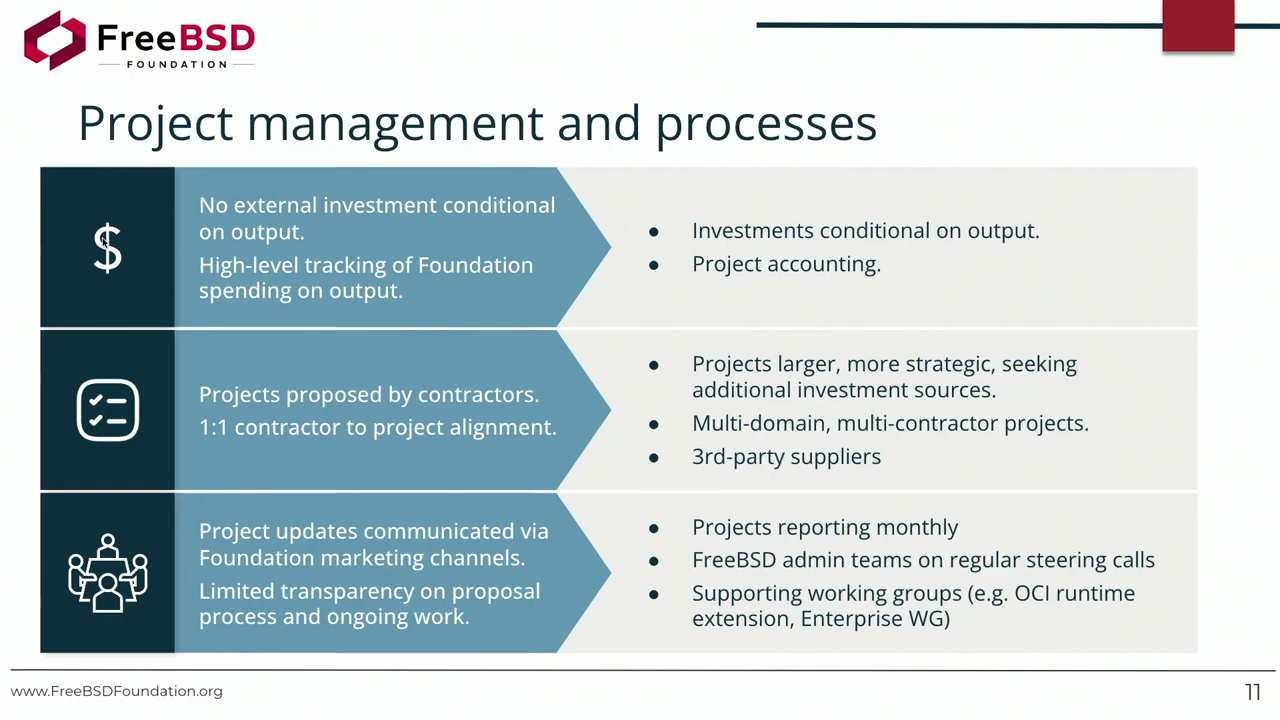 FreeBSD
FOUNDATION
Project management and processes
$
No external investment conditional
on output.
High-level tracking of Foundation
spending on output.
● Investments conditional on output.
● Project accounting.
Projects proposed by contractors.
1:1 contractor to project alignment.
● Projects larger, more strategic, seeking
additional investment sources.
● Multi-domain, multi-contractor projects.
● 3rd-party suppliers
Project updates communicated via
Foundation marketing channels.
Limited transparency on proposal
process and ongoing work.
● Projects reporting monthly
● FreeBSD admin teams on regular steering calls
● Supporting working groups (e.g. OCI runtime
extension, Enterprise WG)
www.FreeBSDFoundation.org
11